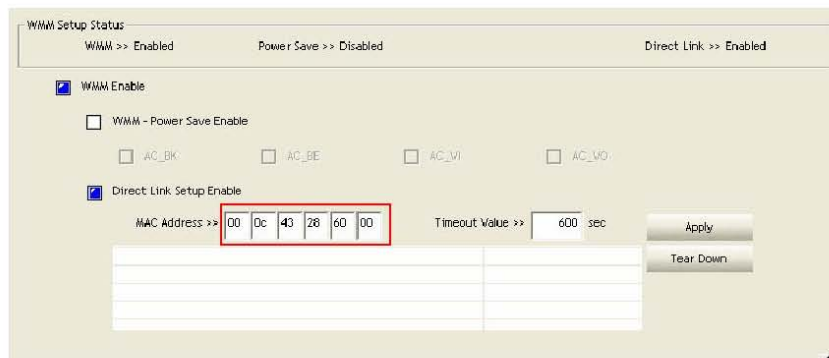 WMM Setup Status
WMM >> Enabled Power Save >> Disabled Direct Link >> Enabled
WMM Enable
WMM - Power Save Enable
AC_BK AC_BE AC_VI AC_VO
Direct Link Setup Enable
MAC Address >> 00 0c 43 28 60 00 Timeout Value >> 600 sec Apply
Tear Down